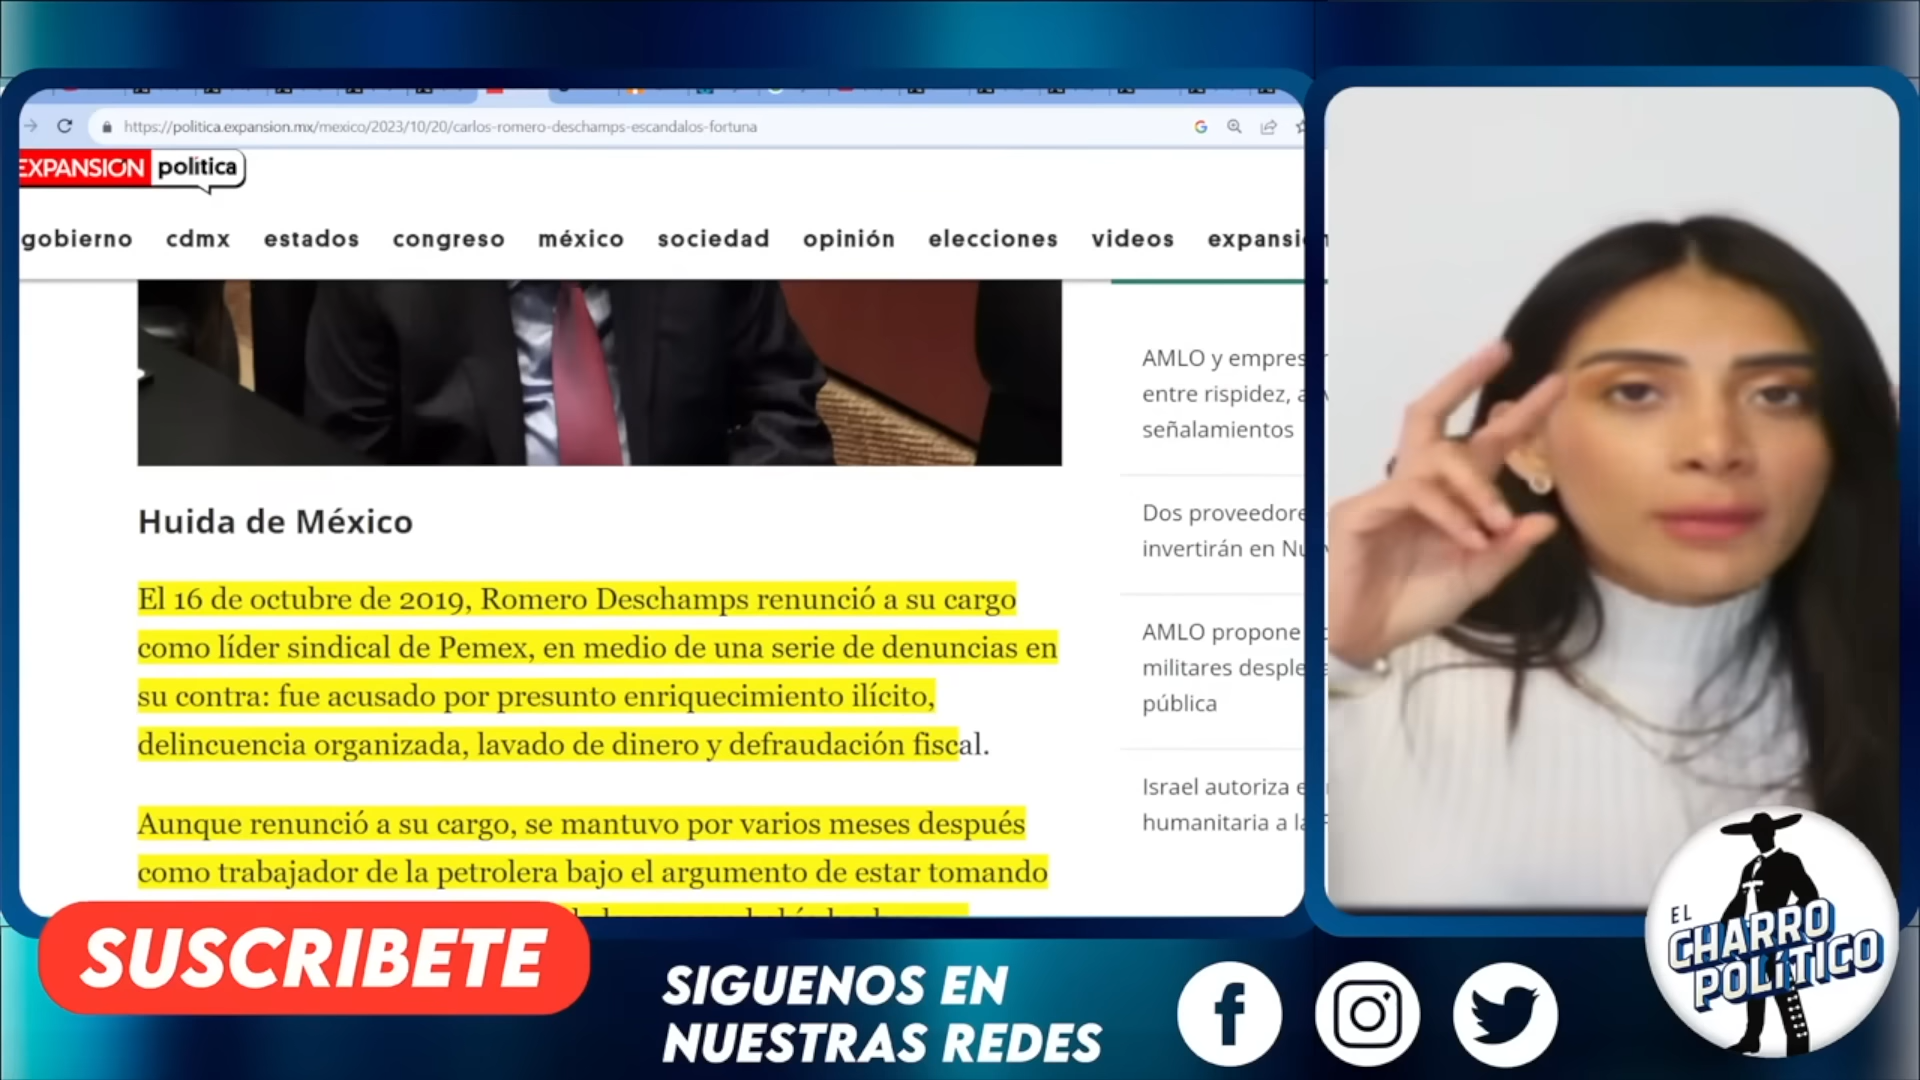 https://politica.expansion.mx/mexico/2023/10/20/carlos-romero-deschamps-escandalos-fortuna
EXPANSIÓN política
gobierno cdmx estados congreso méxico sociedad opinión elecciones videos
AMLO y
entre rispidez,
señalamientos
Dos
invertirán en
AMLO propone
militares
pública
Israel autoriza
humanitaria a
Huida de México
El 16 de octubre de 2019, Romero Deschamps renunció a su cargo
como líder sindical de Pemex, en medio de una serie de denuncias en
su contra: fue acusado por presunto enriquecimiento ilícito,
delincuencia organizada, lavado de dinero y defraudación fiscal.
Aunque renunció a su cargo, se mantuvo por varios meses después
como trabajador de la petrolera bajo el argumento de estar tomando
SUSCRIBETE
SIGUENOS EN
NUESTRAS REDES
EL
CHARRO
POLÍTICO